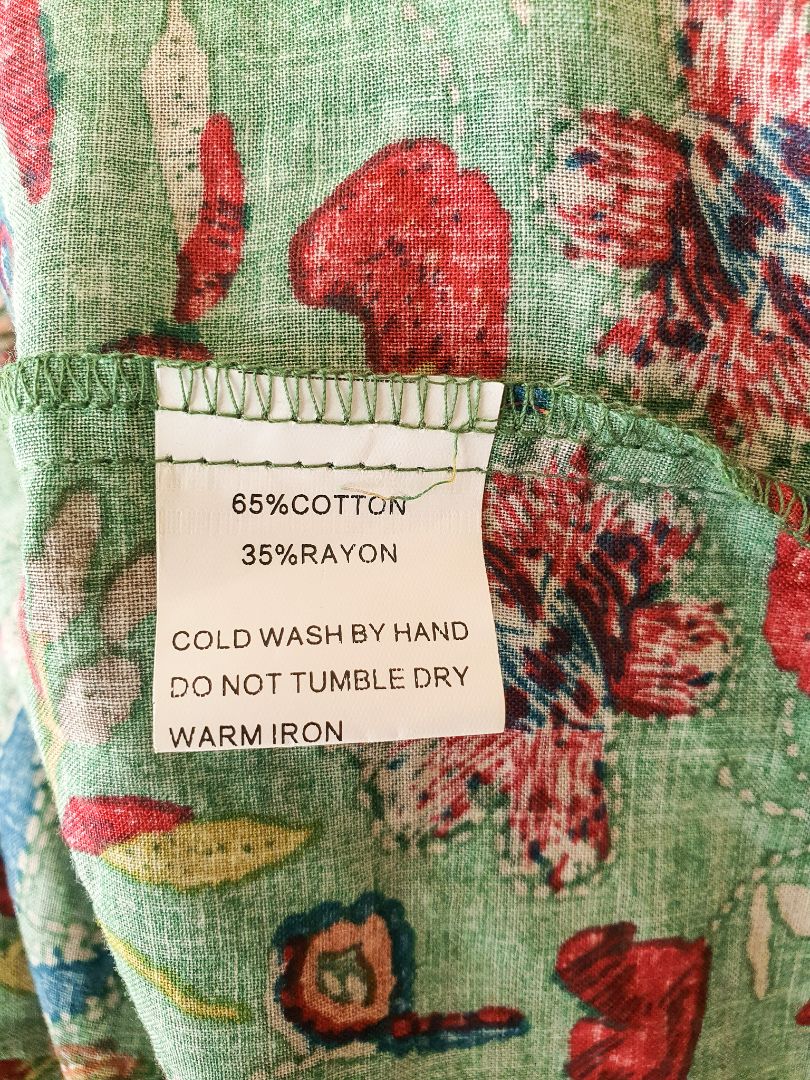 65%COTTON
35%RAYON
COLD WASH BY HAND
DO NOT TUMBLE DRY
WARM IRON